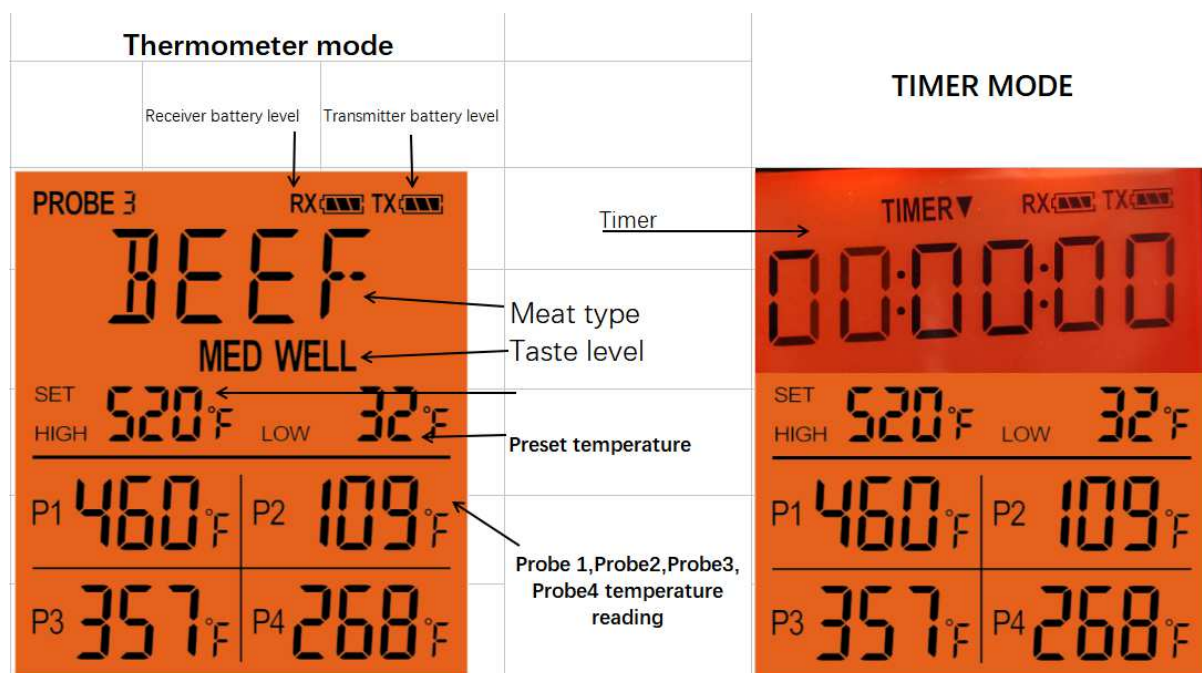 Thermometer mode
TIMER MODE
Receiver battery level
Transmitter battery level
PROBE 3 RX TX
BEEF
Meat type
MED WELL
Taste level
SET
HIGH 520°F LOW 32°F
Preset temperature
P1 460°F P2 109°F
P3 357°F P4 268°F
Probe 1,Probe2,Probe3,
Probe4 temperature
reading
Timer
TIMER▼ RX TX
00:00:00
SET
HIGH 520°F LOW 32°F
P1 460°F P2 109°F
P3 357°F P4 268°F